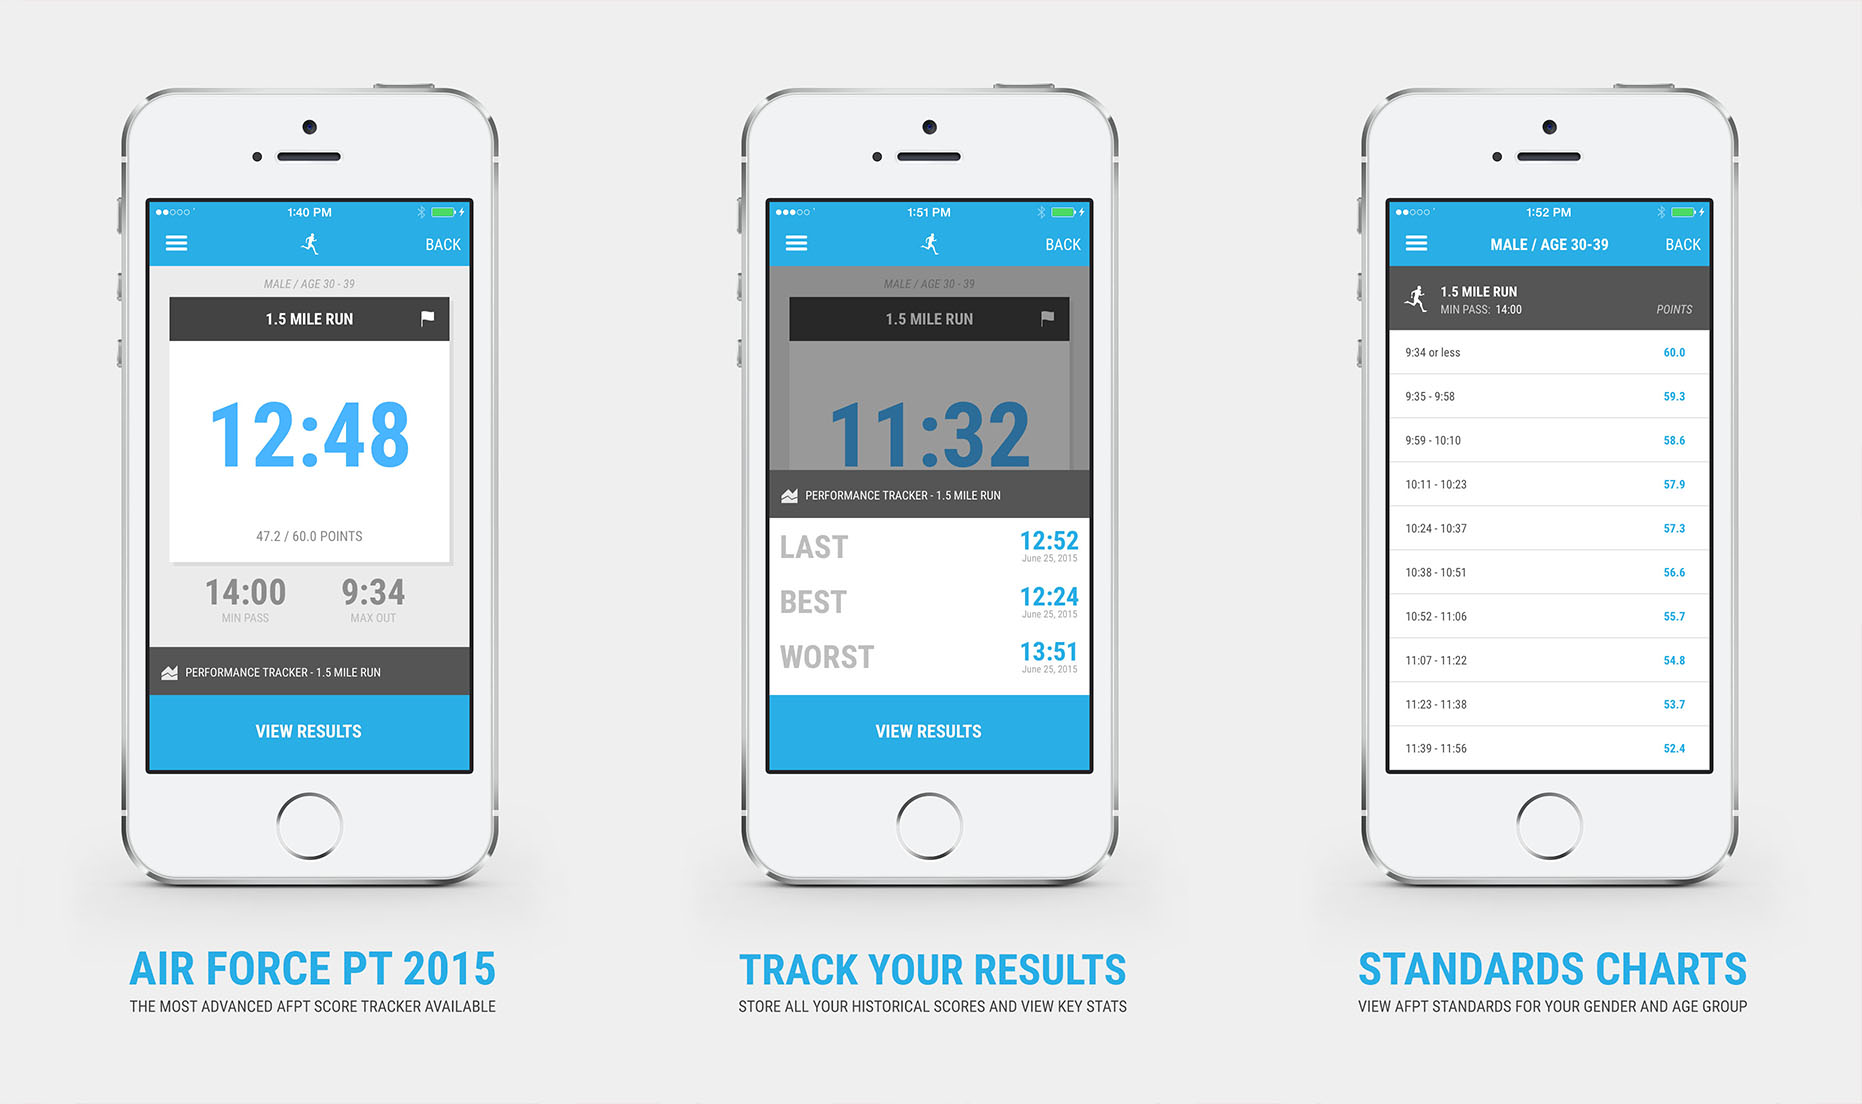 1:40 PM
BACK
MALE / AGE 30 - 39
1.5 MILE RUN
12:48
47.2 / 60.0 POINTS
14:00 9:34
MIN PASS MAX OUT
PERFORMANCE TRACKER - 1.5 MILE RUN
VIEW RESULTS
AIR FORCE PT 2015
THE MOST ADVANCED AFPT SCORE TRACKER AVAILABLE
1:51 PM
BACK
MALE / AGE 30 - 39
1.5 MILE RUN
11:32
PERFORMANCE TRACKER - 1.5 MILE RUN
LAST 12:52
June 25, 2015
BEST 12:24
June 25, 2015
WORST 13:51
June 25, 2015
VIEW RESULTS
TRACK YOUR RESULTS
STORE ALL YOUR HISTORICAL SCORES AND VIEW KEY STATS
1:52 PM
MALE / AGE 30-39 BACK
1.5 MILE RUN
MIN PASS: 14:00 POINTS
9:34 or less 60.0
9:35 - 9:58 59.3
9:59 - 10:10 58.6
10:11 - 10:23 57.9
10:24 - 10:37 57.3
10:38 - 10:51 56.6
10:52 - 11:06 55.7
11:07 - 11:22 54.8
11:23 - 11:38 53.7
11:39 - 11:56 52.4
STANDARDS CHARTS
VIEW AFPT STANDARDS FOR YOUR GENDER AND AGE GROUP